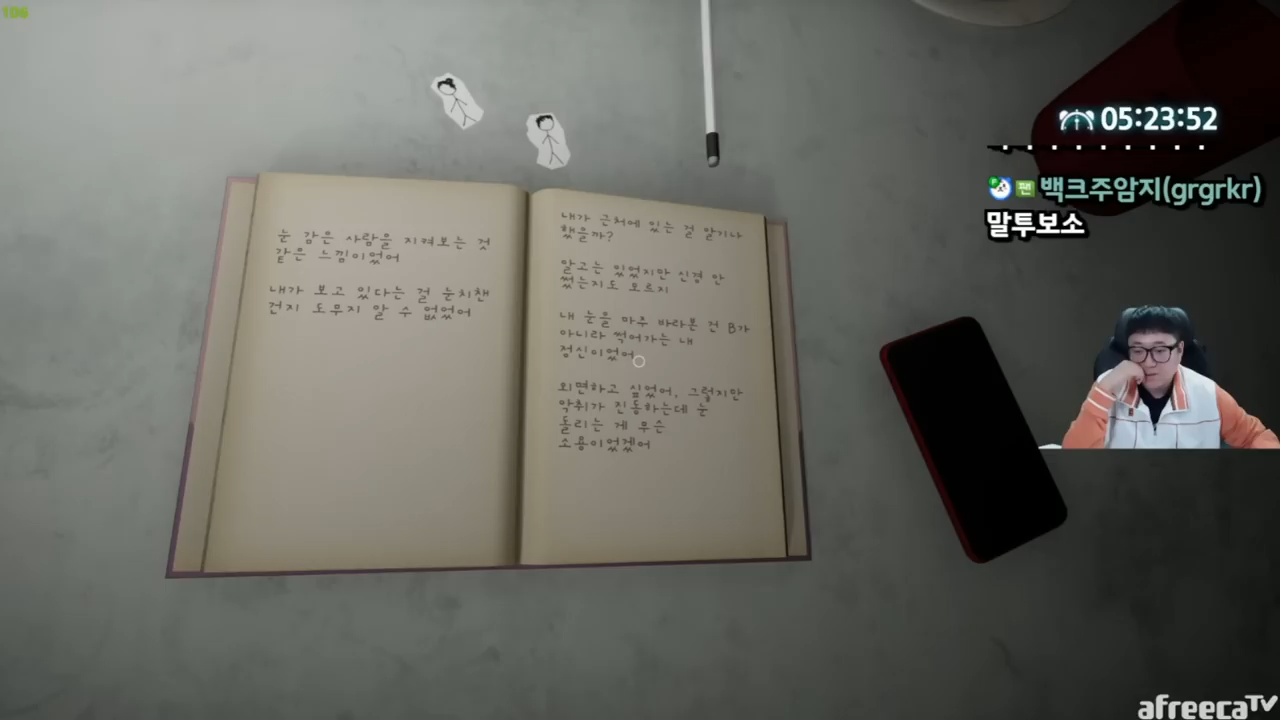 05:23:52
팬 백크주암지(grgrkr)
말투보소
눈 감은 사람을 지켜보는 것
같은 느낌이었어
내가 보고 있다는 걸 눈치챈
건지 도무지 알 수 없었어
내가 근처에 있는 걸 알기나
했을까?
알고는 있었지만 신경 안
썼는지도 모르지
내 눈을 마주 바라본 건 B가
아니라 썩어가는 내
정신이었어
외면하고 싶었어, 그렇지만
악취가 진동하는데 눈
돌리는 게 무슨
소용이었겠어
afreecaTV